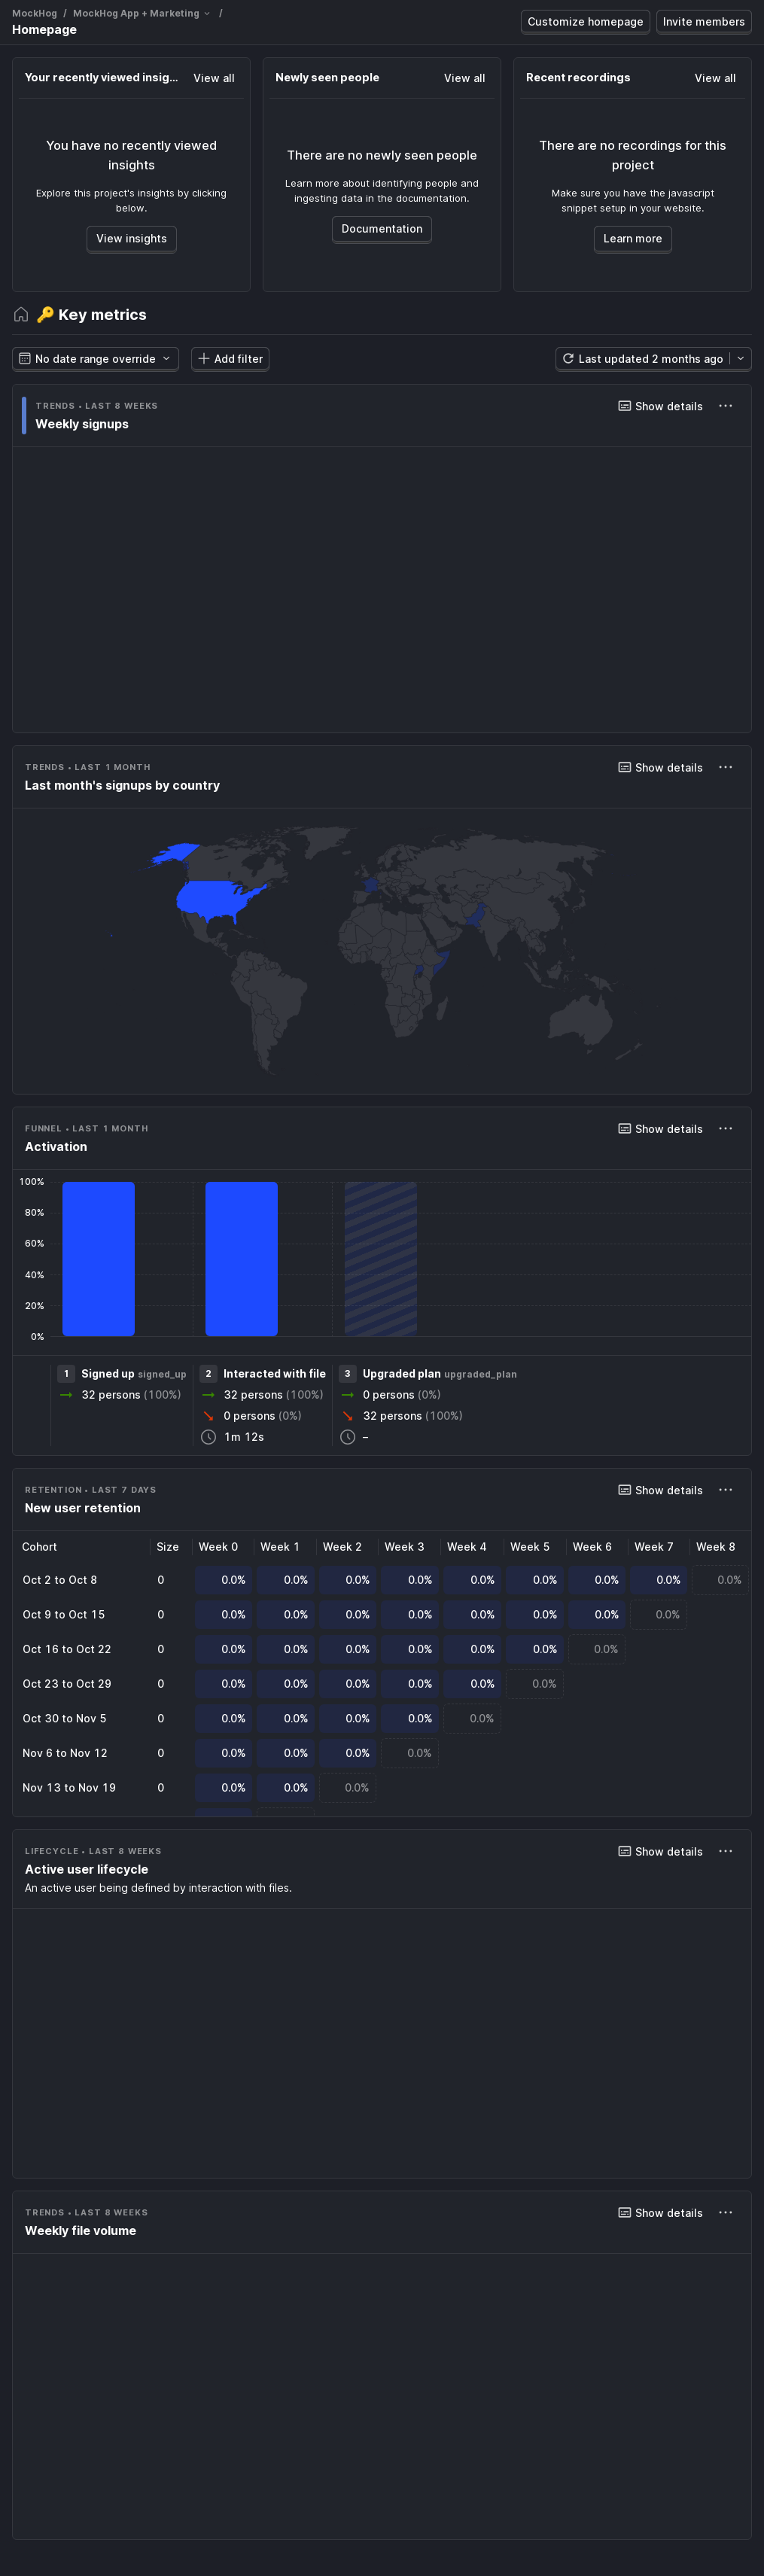 MockHog / MockHog App + Marketing /
Homepage
Customize homepage
Invite members
Your recently viewed insig...
View all
You have no recently viewed
insights
Explore this project's insights by clicking
below.
View insights
Newly seen people
View all
There are no newly seen people
Learn more about identifying people and
ingesting data in the documentation.
Documentation
Recent recordings
View all
There are no recordings for this
project
Make sure you have the javascript
snippet setup in your website.
Learn more
🔑 Key metrics
No date range override
Add filter
Last updated 2 months ago
TRENDS • LAST 8 WEEKS
Show details
Weekly signups
TRENDS • LAST 1 MONTH
Show details
Last month's signups by country
FUNNEL • LAST 1 MONTH
Show details
Activation
100%
80%
60%
40%
20%
0%
1 Signed up signed_up
32 persons (100%)
2 Interacted with file
32 persons (100%)
0 persons (0%)
1m 12s
3 Upgraded plan upgraded_plan
0 persons (0%)
32 persons (100%)
–
RETENTION • LAST 7 DAYS
Show details
New user retention
Cohort Size Week 0 Week 1 Week 2 Week 3 Week 4 Week 5 Week 6 Week 7 Week 8
Oct 2 to Oct 8 0 0.0% 0.0% 0.0% 0.0% 0.0% 0.0% 0.0% 0.0% 0.0%
Oct 9 to Oct 15 0 0.0% 0.0% 0.0% 0.0% 0.0% 0.0% 0.0% 0.0%
Oct 16 to Oct 22 0 0.0% 0.0% 0.0% 0.0% 0.0% 0.0% 0.0%
Oct 23 to Oct 29 0 0.0% 0.0% 0.0% 0.0% 0.0% 0.0%
Oct 30 to Nov 5 0 0.0% 0.0% 0.0% 0.0% 0.0%
Nov 6 to Nov 12 0 0.0% 0.0% 0.0% 0.0%
Nov 13 to Nov 19 0 0.0% 0.0% 0.0%
LIFECYCLE • LAST 8 WEEKS
Show details
Active user lifecycle
An active user being defined by interaction with files.
TRENDS • LAST 8 WEEKS
Show details
Weekly file volume